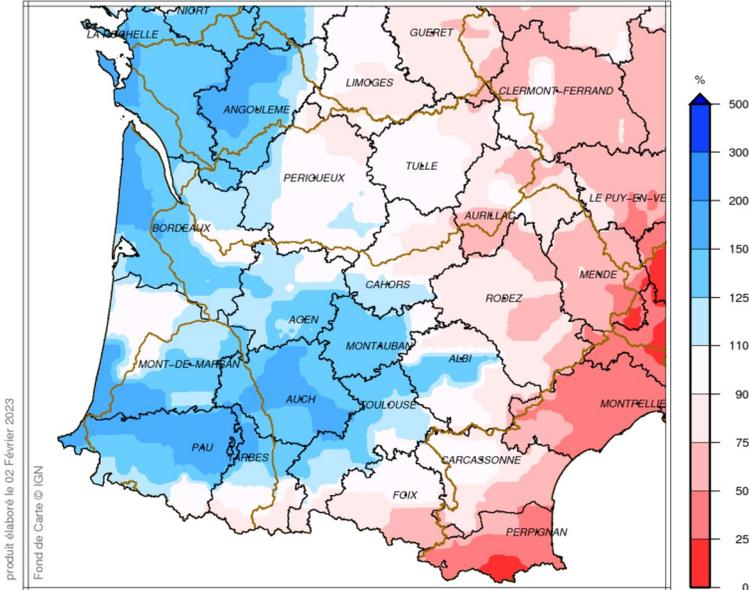 NIORT
LA ROCHELLE
GUERET
LIMOGES
CLERMONT-FERRAND
ANGOULEME
TULLE
PERIGUEUX
LE PUY-EN-VE
AURILLAC
BORDEAUX
MENDE
CAHORS
RODEZ
AGEN
MONTAUBAN
ALBI
MONT-DE-MARSAN
AUCH
TOULOUSE
MONTPELLIE
PAU
TARBES
CARCASSONNE
FOIX
PERPIGNAN
%
500
300
200
150
125
110
90
75
50
25
0
produit élaboré le 02 Février 2023
Fond de Carte © IGN